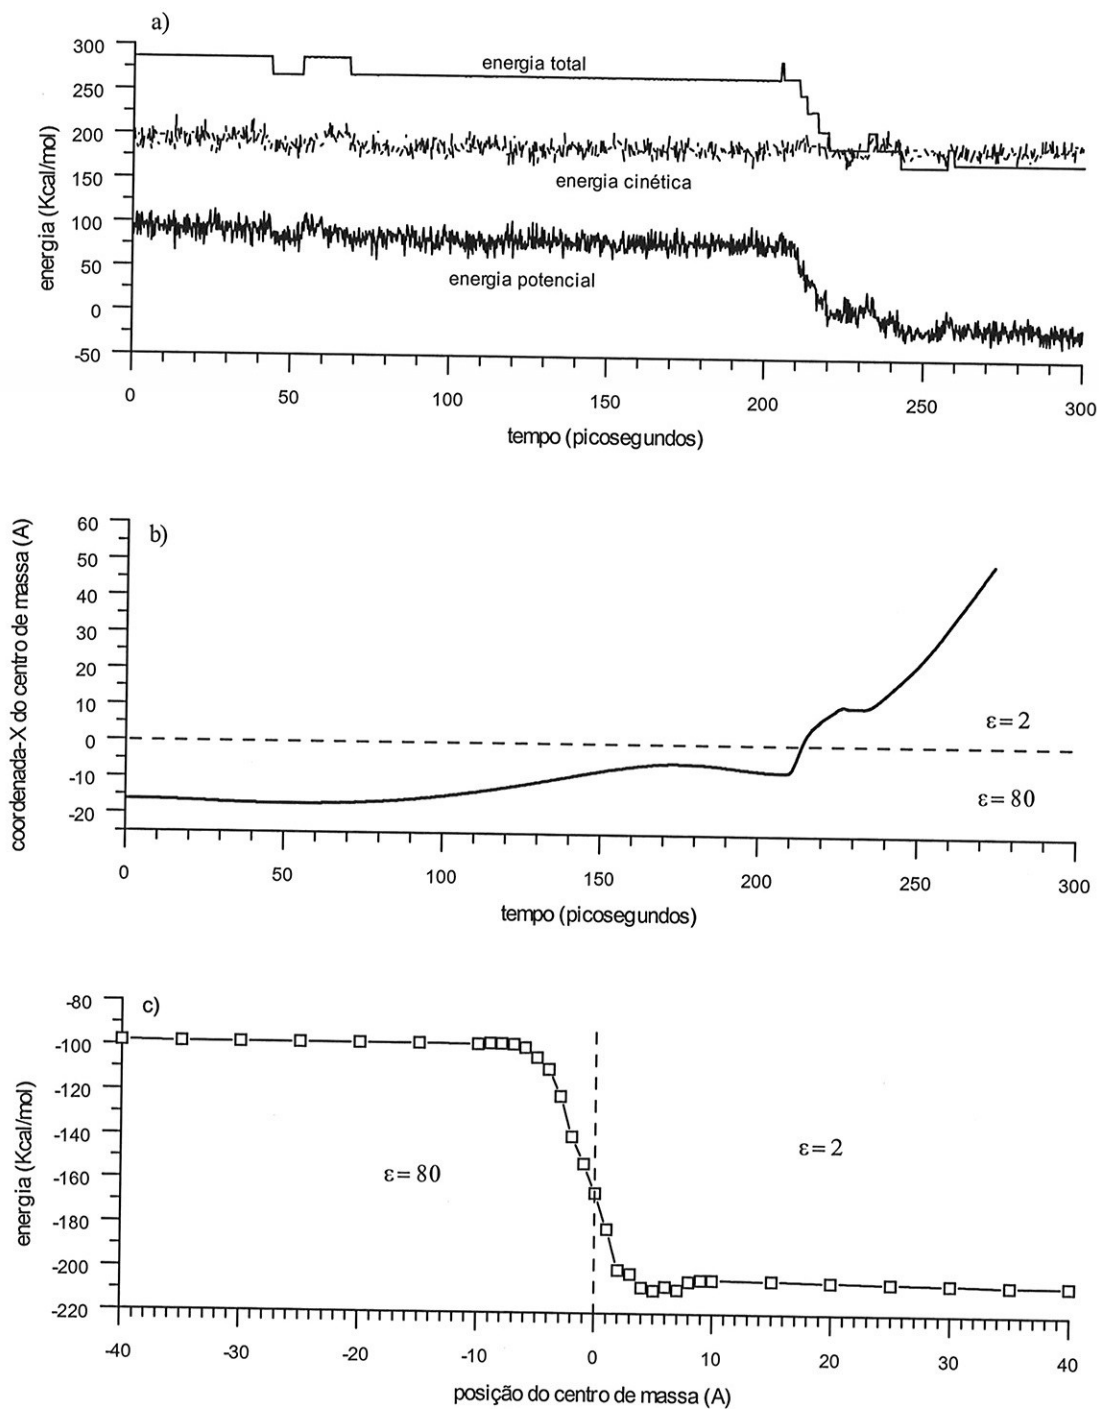 a)
300
250
200
150
100
50
0
-50
energia (Kcal/mol)
energia total
energia cinética
energia potencial
0 50 100 150 200 250 300
tempo (picosegundos)
b)
60
50
40
30
20
10
0
-10
-20
coordenada-X do centro de massa (A)
ε=2
ε=80
0 50 100 150 200 250 300
tempo (picosegundos)
c)
-80
-100
-120
-140
-160
-180
-200
-220
energia (Kcal/mol)
ε=80
ε=2
-40 -30 -20 -10 0 10 20 30 40
posição do centro de massa (A)